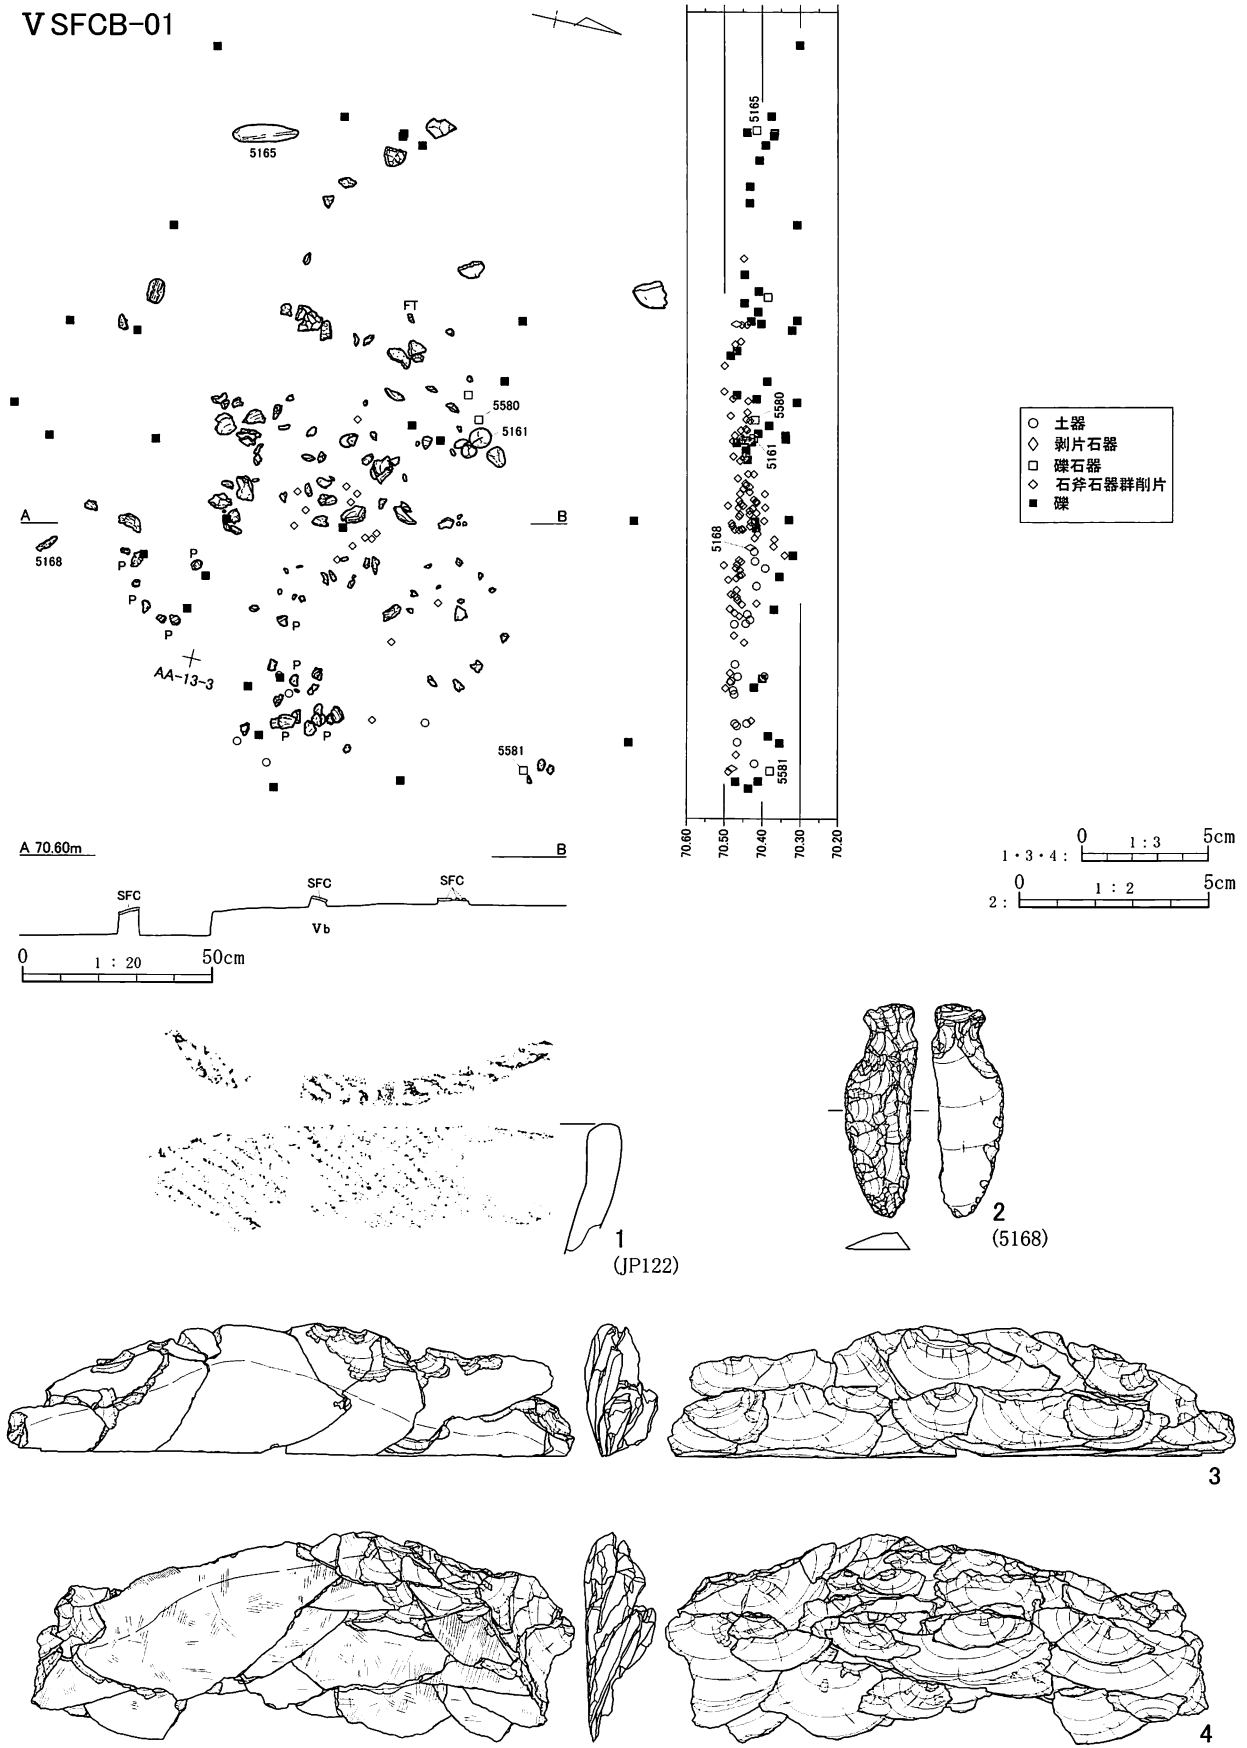 V SFCB-01
5165
5165
FT
5580
5161
5580
5161
○ 土器
◇ 剥片石器
□ 礫石器
◇ 石斧石器群削片
■ 礫
A
B
5168
5168
P
P
P
P
P
AA-13-3
P
P
P
5581
5581
70.60
70.50
70.40
70.30
70.20
A 70.60m
B
SFC
SFC
SFC
Vb
0 1 : 20 50cm
1・3・4 : 0 1 : 3 5cm
2 : 0 1 : 2 5cm
1
(JP122)
2
(5168)
3
4